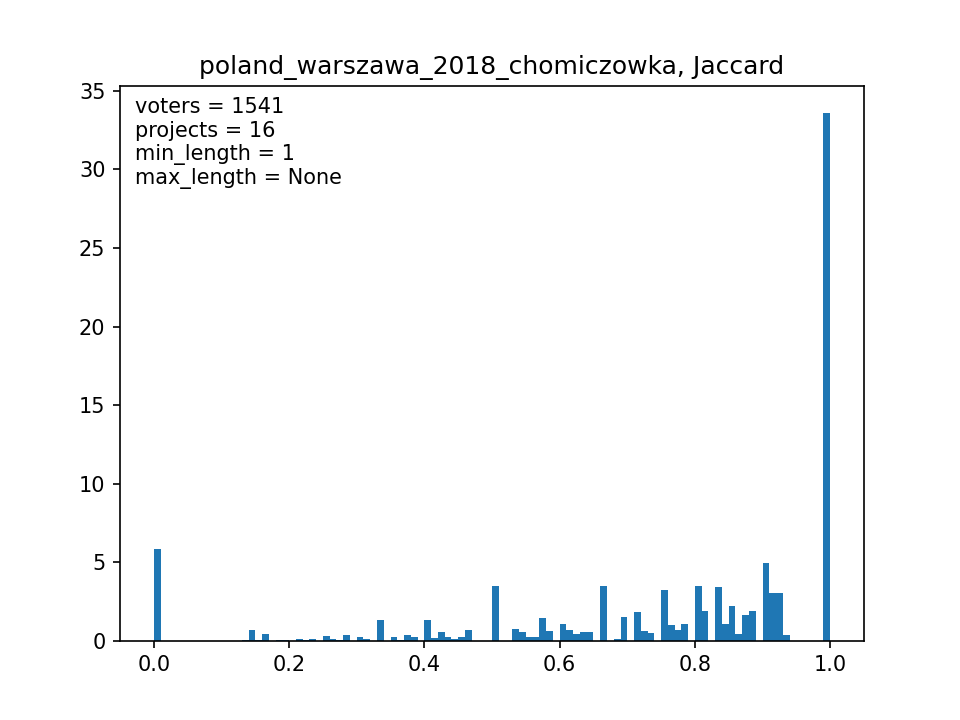 poland_warszawa_2018_chomiczowka, Jaccard
voters = 1541
projects = 16
min_length = 1
max_length = None
35
30
25
20
15
10
5
0
0.0 0.2 0.4 0.6 0.8 1.0